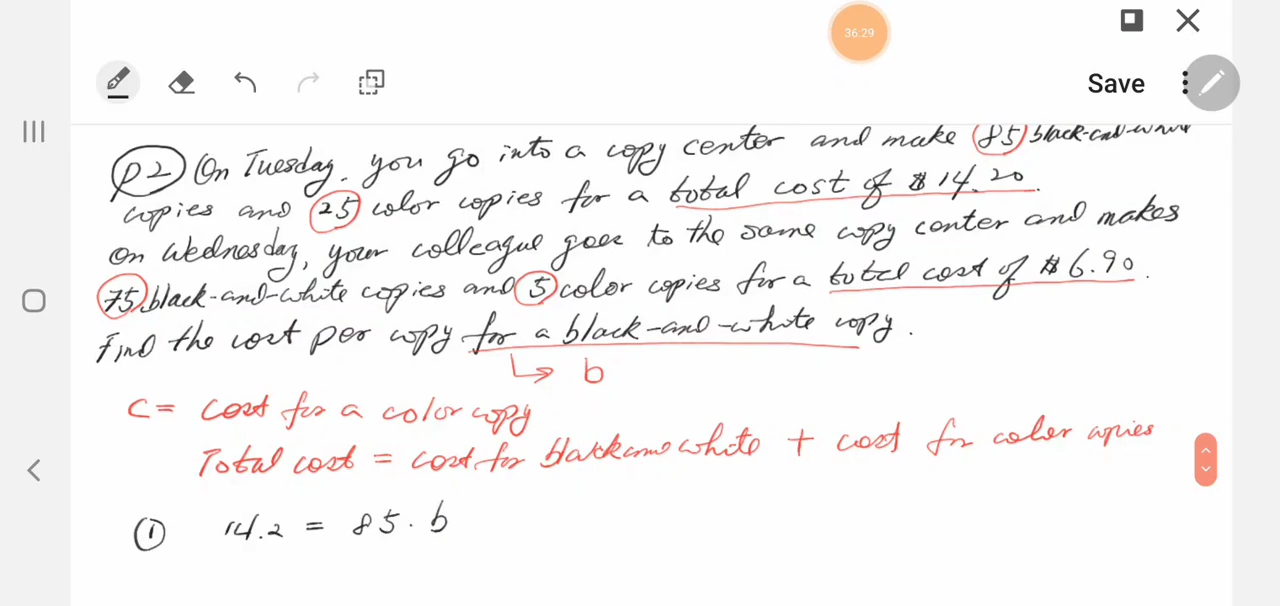 36:29
Save
P2 On Tuesday, you go into a copy center and make 85 black-and-white
copies and 25 color copies for a total cost of $ 14.20.
On Wednesday, your colleague goes to the same copy center and makes
75 black-and-white copies and 5 color copies for a total cost of $ 6.90.
Find the cost per copy for a black-and-white copy.
↳ b
C = cost for a color copy
Total cost = cost for black and white + cost for color copies
① 14.2 = 85 . b